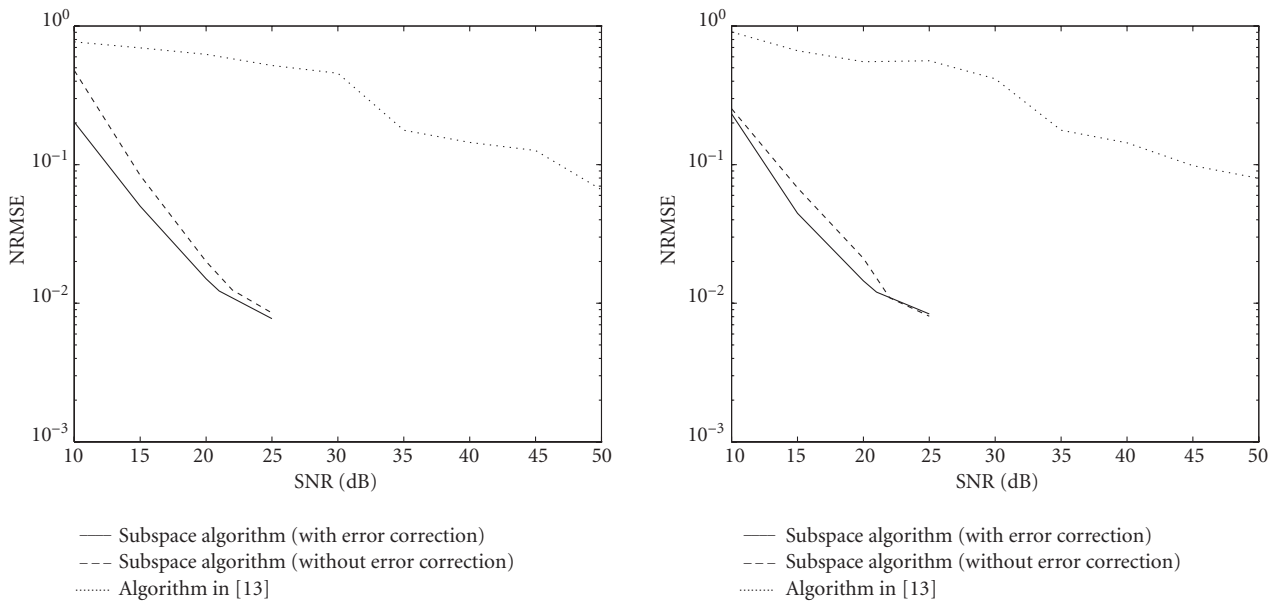 10^0
10^-1
10^-2
10^-3
NRMSE
10 15 20 25 30 35 40 45 50
SNR (dB)
Subspace algorithm (with error correction)
Subspace algorithm (without error correction)
Algorithm in [13]
10^0
10^-1
10^-2
10^-3
NRMSE
10 15 20 25 30 35 40 45 50
SNR (dB)
Subspace algorithm (with error correction)
Subspace algorithm (without error correction)
Algorithm in [13]